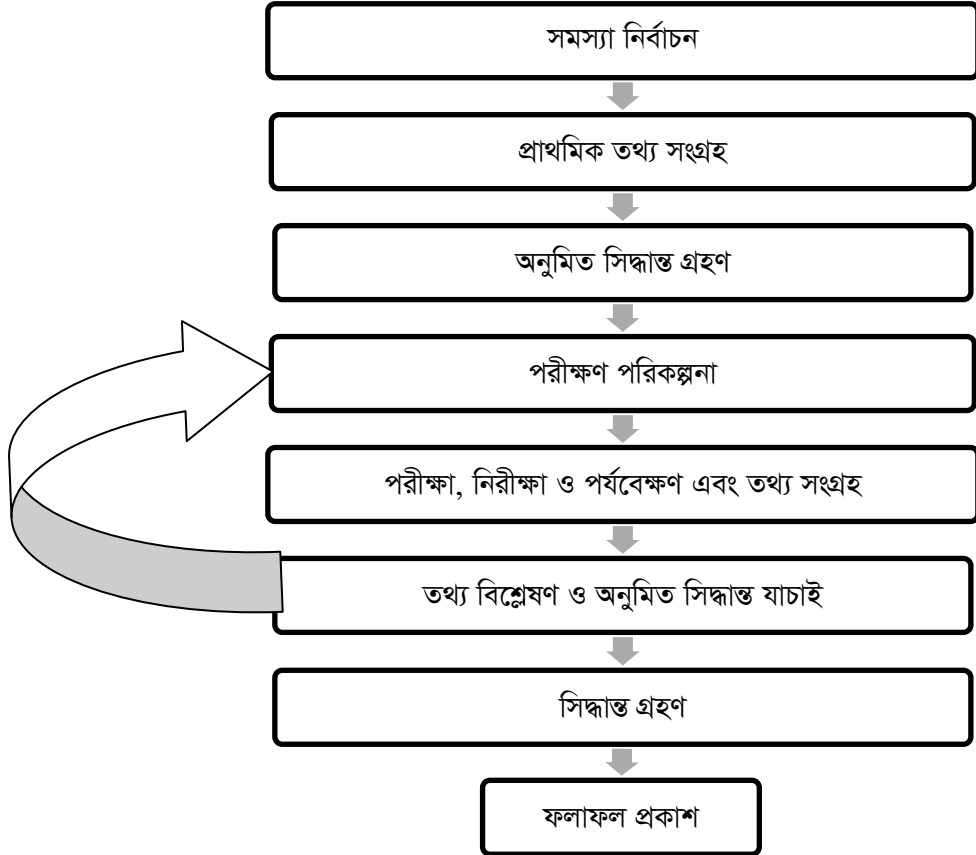 সমস্যা নির্বাচন
প্রাথমিক তথ্য সংগ্রহ
অনুমিত সিদ্ধান্ত গ্রহণ
পরীক্ষণ পরিকল্পনা
পরীক্ষা, নিরীক্ষা ও পর্যবেক্ষণ এবং তথ্য সংগ্রহ
তথ্য বিশ্লেষণ ও অনুমিত সিদ্ধান্ত যাচাই
সিদ্ধান্ত গ্রহণ
ফলাফল প্রকাশ